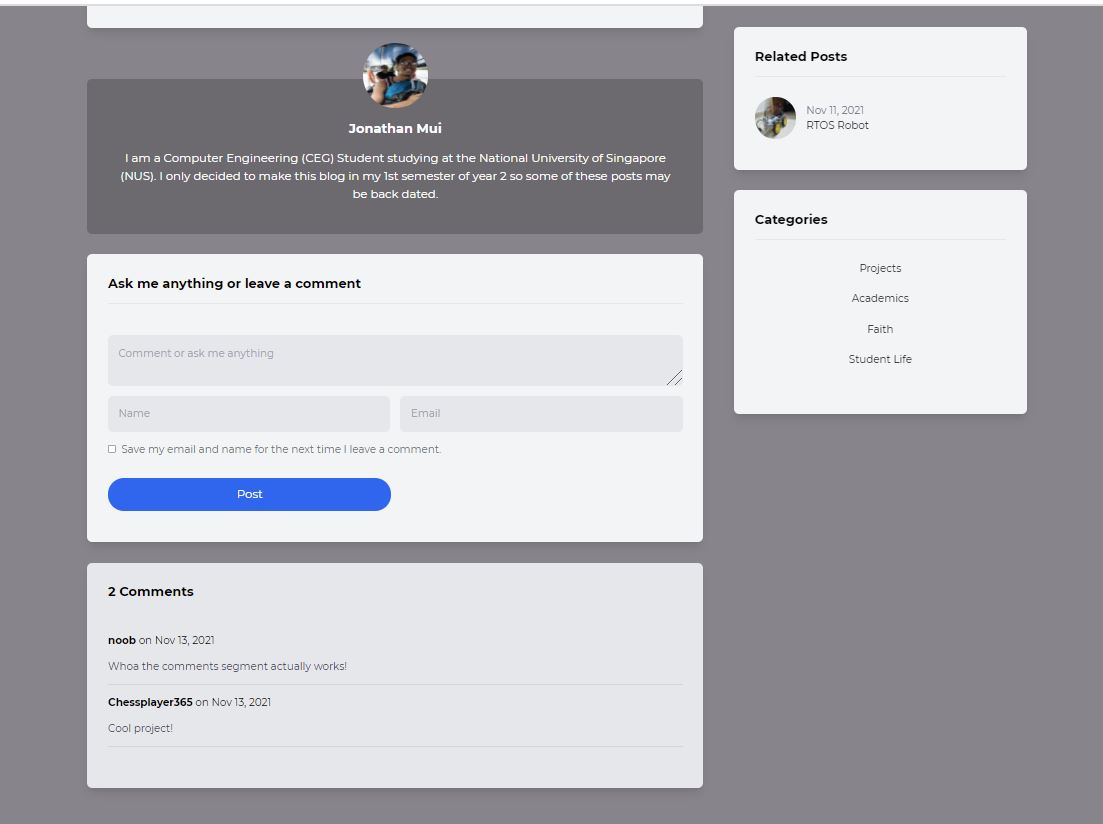 Jonathan Mui
I am a Computer Engineering (CEG) Student studying at the National University of Singapore
(NUS). I only decided to make this blog in my 1st semester of year 2 so some of these posts may
be back dated.
Ask me anything or leave a comment
Comment or ask me anything
Name
Email
Save my email and name for the next time I leave a comment.
Post
2 Comments
noob on Nov 13, 2021
Whoa the comments segment actually works!
Chessplayer365 on Nov 13, 2021
Cool project!
Related Posts
Nov 11, 2021
RTOS Robot
Categories
Projects
Academics
Faith
Student Life